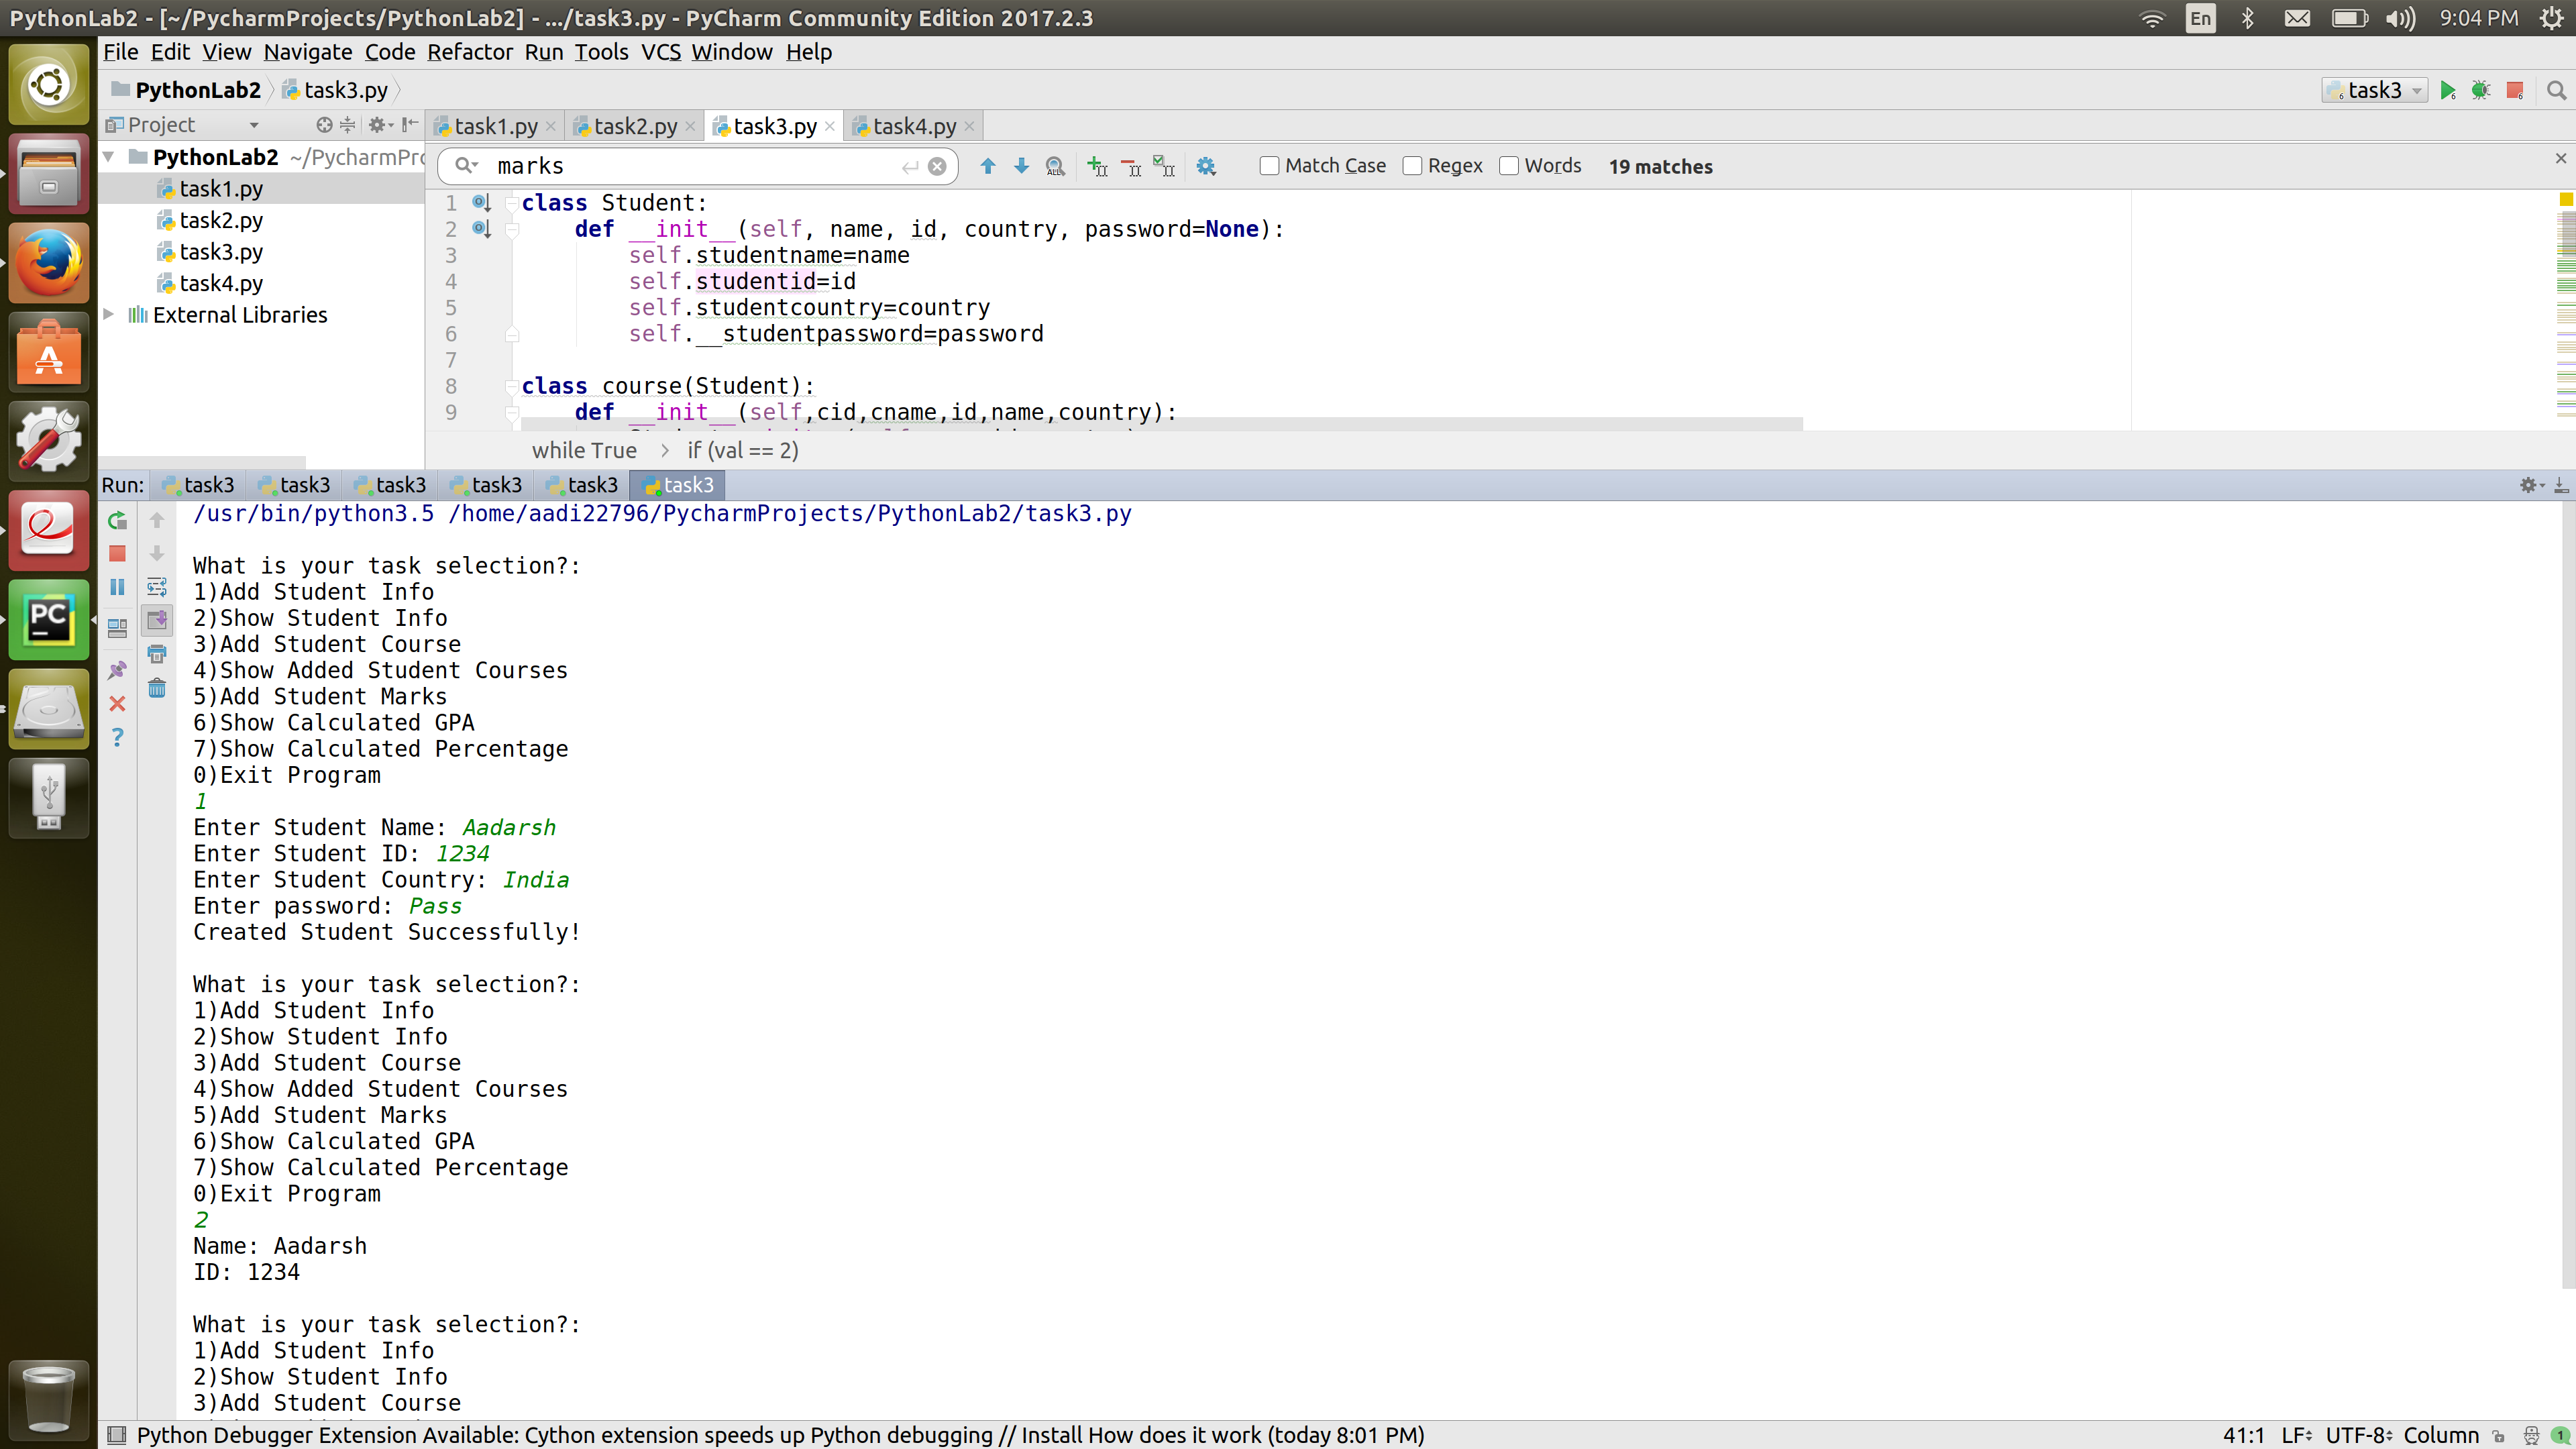 PythonLab2 - [~/PycharmProjects/PythonLab2] - .../task3.py - PyCharm Community Edition 2017.2.3
En
9:04 PM
File Edit View Navigate Code Refactor Run Tools VCS Window Help
PythonLab2 task3.py
task3
Project
task1.py task2.py task3.py task4.py
PythonLab2 ~/PycharmPr
marks
Match Case Regex Words 19 matches
task1.py
task2.py
task3.py
task4.py
External Libraries
1 class Student:
2 def __init__(self, name, id, country, password=None):
3 self.studentname=name
4 self.studentid=id
5 self.studentcountry=country
6 self.__studentpassword=password
7
8 class course(Student):
9 def __init__(self,cid,cname,id,name,country):
while True > if (val == 2)
Run: task3 task3 task3 task3 task3 task3
/usr/bin/python3.5 /home/aadi22796/PycharmProjects/PythonLab2/task3.py
What is your task selection?:
1)Add Student Info
2)Show Student Info
3)Add Student Course
4)Show Added Student Courses
5)Add Student Marks
6)Show Calculated GPA
7)Show Calculated Percentage
0)Exit Program
1
Enter Student Name: Aadarsh
Enter Student ID: 1234
Enter Student Country: India
Enter password: Pass
Created Student Successfully!
What is your task selection?:
1)Add Student Info
2)Show Student Info
3)Add Student Course
4)Show Added Student Courses
5)Add Student Marks
6)Show Calculated GPA
7)Show Calculated Percentage
0)Exit Program
2
Name: Aadarsh
ID: 1234
What is your task selection?:
1)Add Student Info
2)Show Student Info
3)Add Student Course
Python Debugger Extension Available: Cython extension speeds up Python debugging // Install How does it work (today 8:01 PM)
41:1 LF UTF-8 Column 1
PC